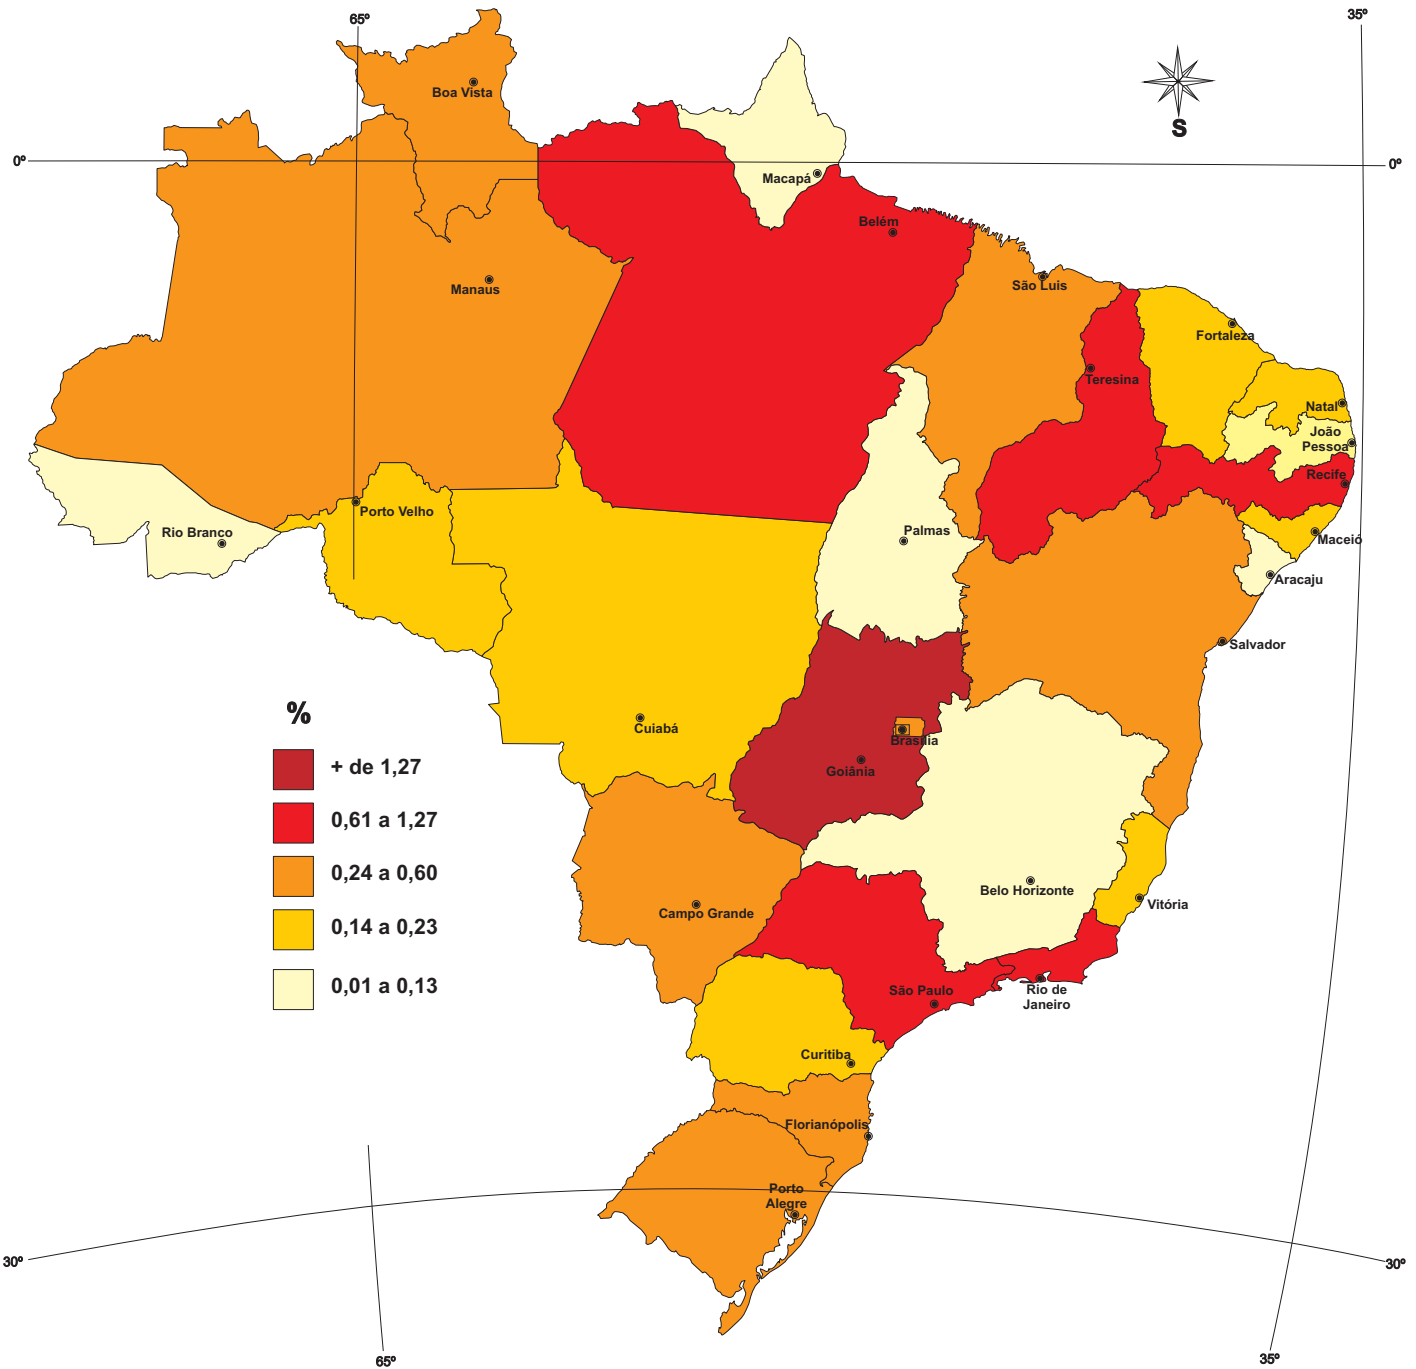 65º
35º
Boa Vista
S
0º
0º
Macapá
Belém
São Luis
Manaus
Fortaleza
Teresina
Natal
João
Pessoa
Recife
Porto Velho
Rio Branco
Palmas
Maceió
Aracaju
Salvador
%
Cuiabá
Brasília
Goiânia
+ de 1,27
0,61 a 1,27
0,24 a 0,60
0,14 a 0,23
0,01 a 0,13
Belo Horizonte
Vitória
Campo Grande
São Paulo
Rio de
Janeiro
Curitiba
Florianópolis
Porto
Alegre
30º
30º
65º
35º